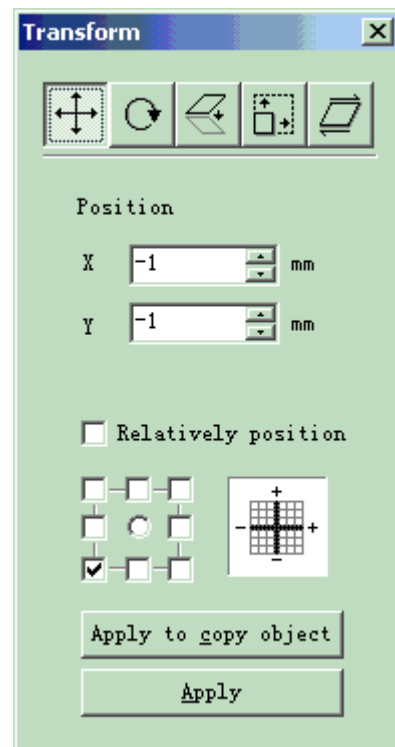 Transform
Position
X -1 mm
Y -1 mm
Relatively position
+
- +
-
Apply to copy object
Apply